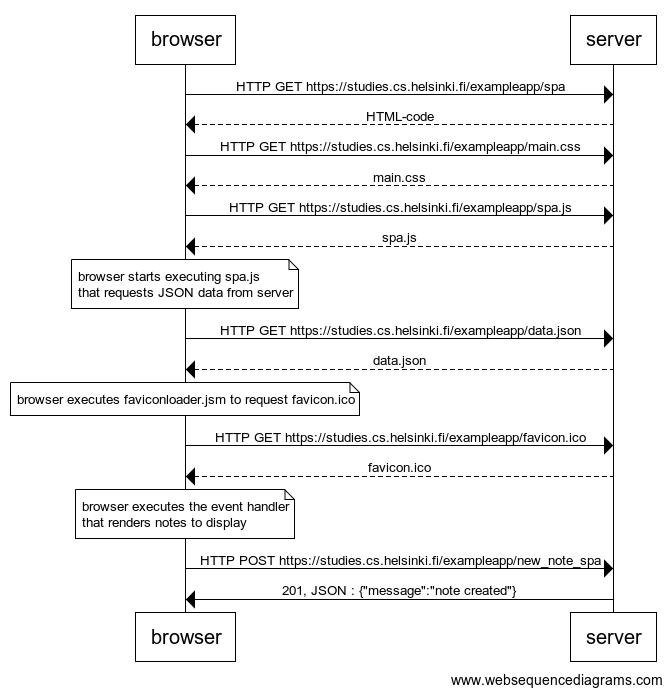 browser server
HTTP GET https://studies.cs.helsinki.fi/exampleapp/spa
HTML-code
HTTP GET https://studies.cs.helsinki.fi/exampleapp/main.css
main.css
HTTP GET https://studies.cs.helsinki.fi/exampleapp/spa.js
spa.js
browser starts executing spa.js
that requests JSON data from server
HTTP GET https://studies.cs.helsinki.fi/exampleapp/data.json
data.json
browser executes faviconloader.jsm to request favicon.ico
HTTP GET https://studies.cs.helsinki.fi/exampleapp/favicon.ico
favicon.ico
browser executes the event handler
that renders notes to display
HTTP POST https://studies.cs.helsinki.fi/exampleapp/new_note_spa
201, JSON : {"message":"note created"}
browser server
www.websequencediagrams.com